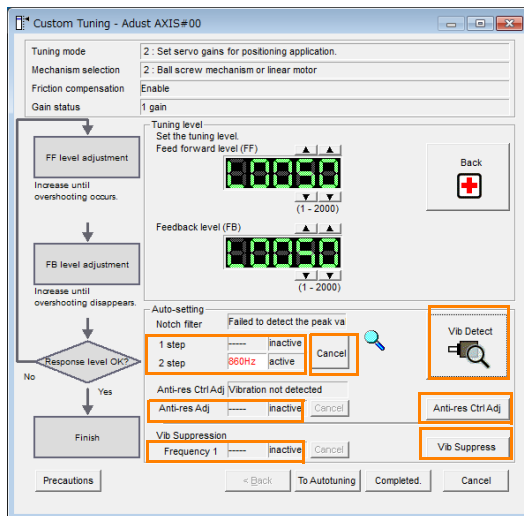 Custom Tuning - Adust AXIS#00
Tuning mode 2 : Set servo gains for positioning application.
Mechanism selection 2 : Ball screw mechanism or linear motor
Friction compensation Enable
Gain status 1 gain
Tuning level
Set the tuning level.
Feed forward level (FF)
L0050
(1 - 2000)
Feedback level (FB)
L0050
(1 - 2000)
Back
FF level adjustment
Increase until
overshooting occurs.
FB level adjustment
Increase until
overshooting disappears.
Response level OK?
No
Yes
Finish
Auto-setting
Notch filter Failed to detect the peak va
1 step ----- inactive
2 step 860Hz active
Cancel
Vib Detect
Anti-res Ctrl Adj Vibration not detected
Anti-res Adj ----- inactive Cancel Anti-res Ctrl Adj
Vib Suppression
Frequency 1 ----- inactive Cancel Vib Suppress
Precautions < Back To Autotuning Completed. Cancel